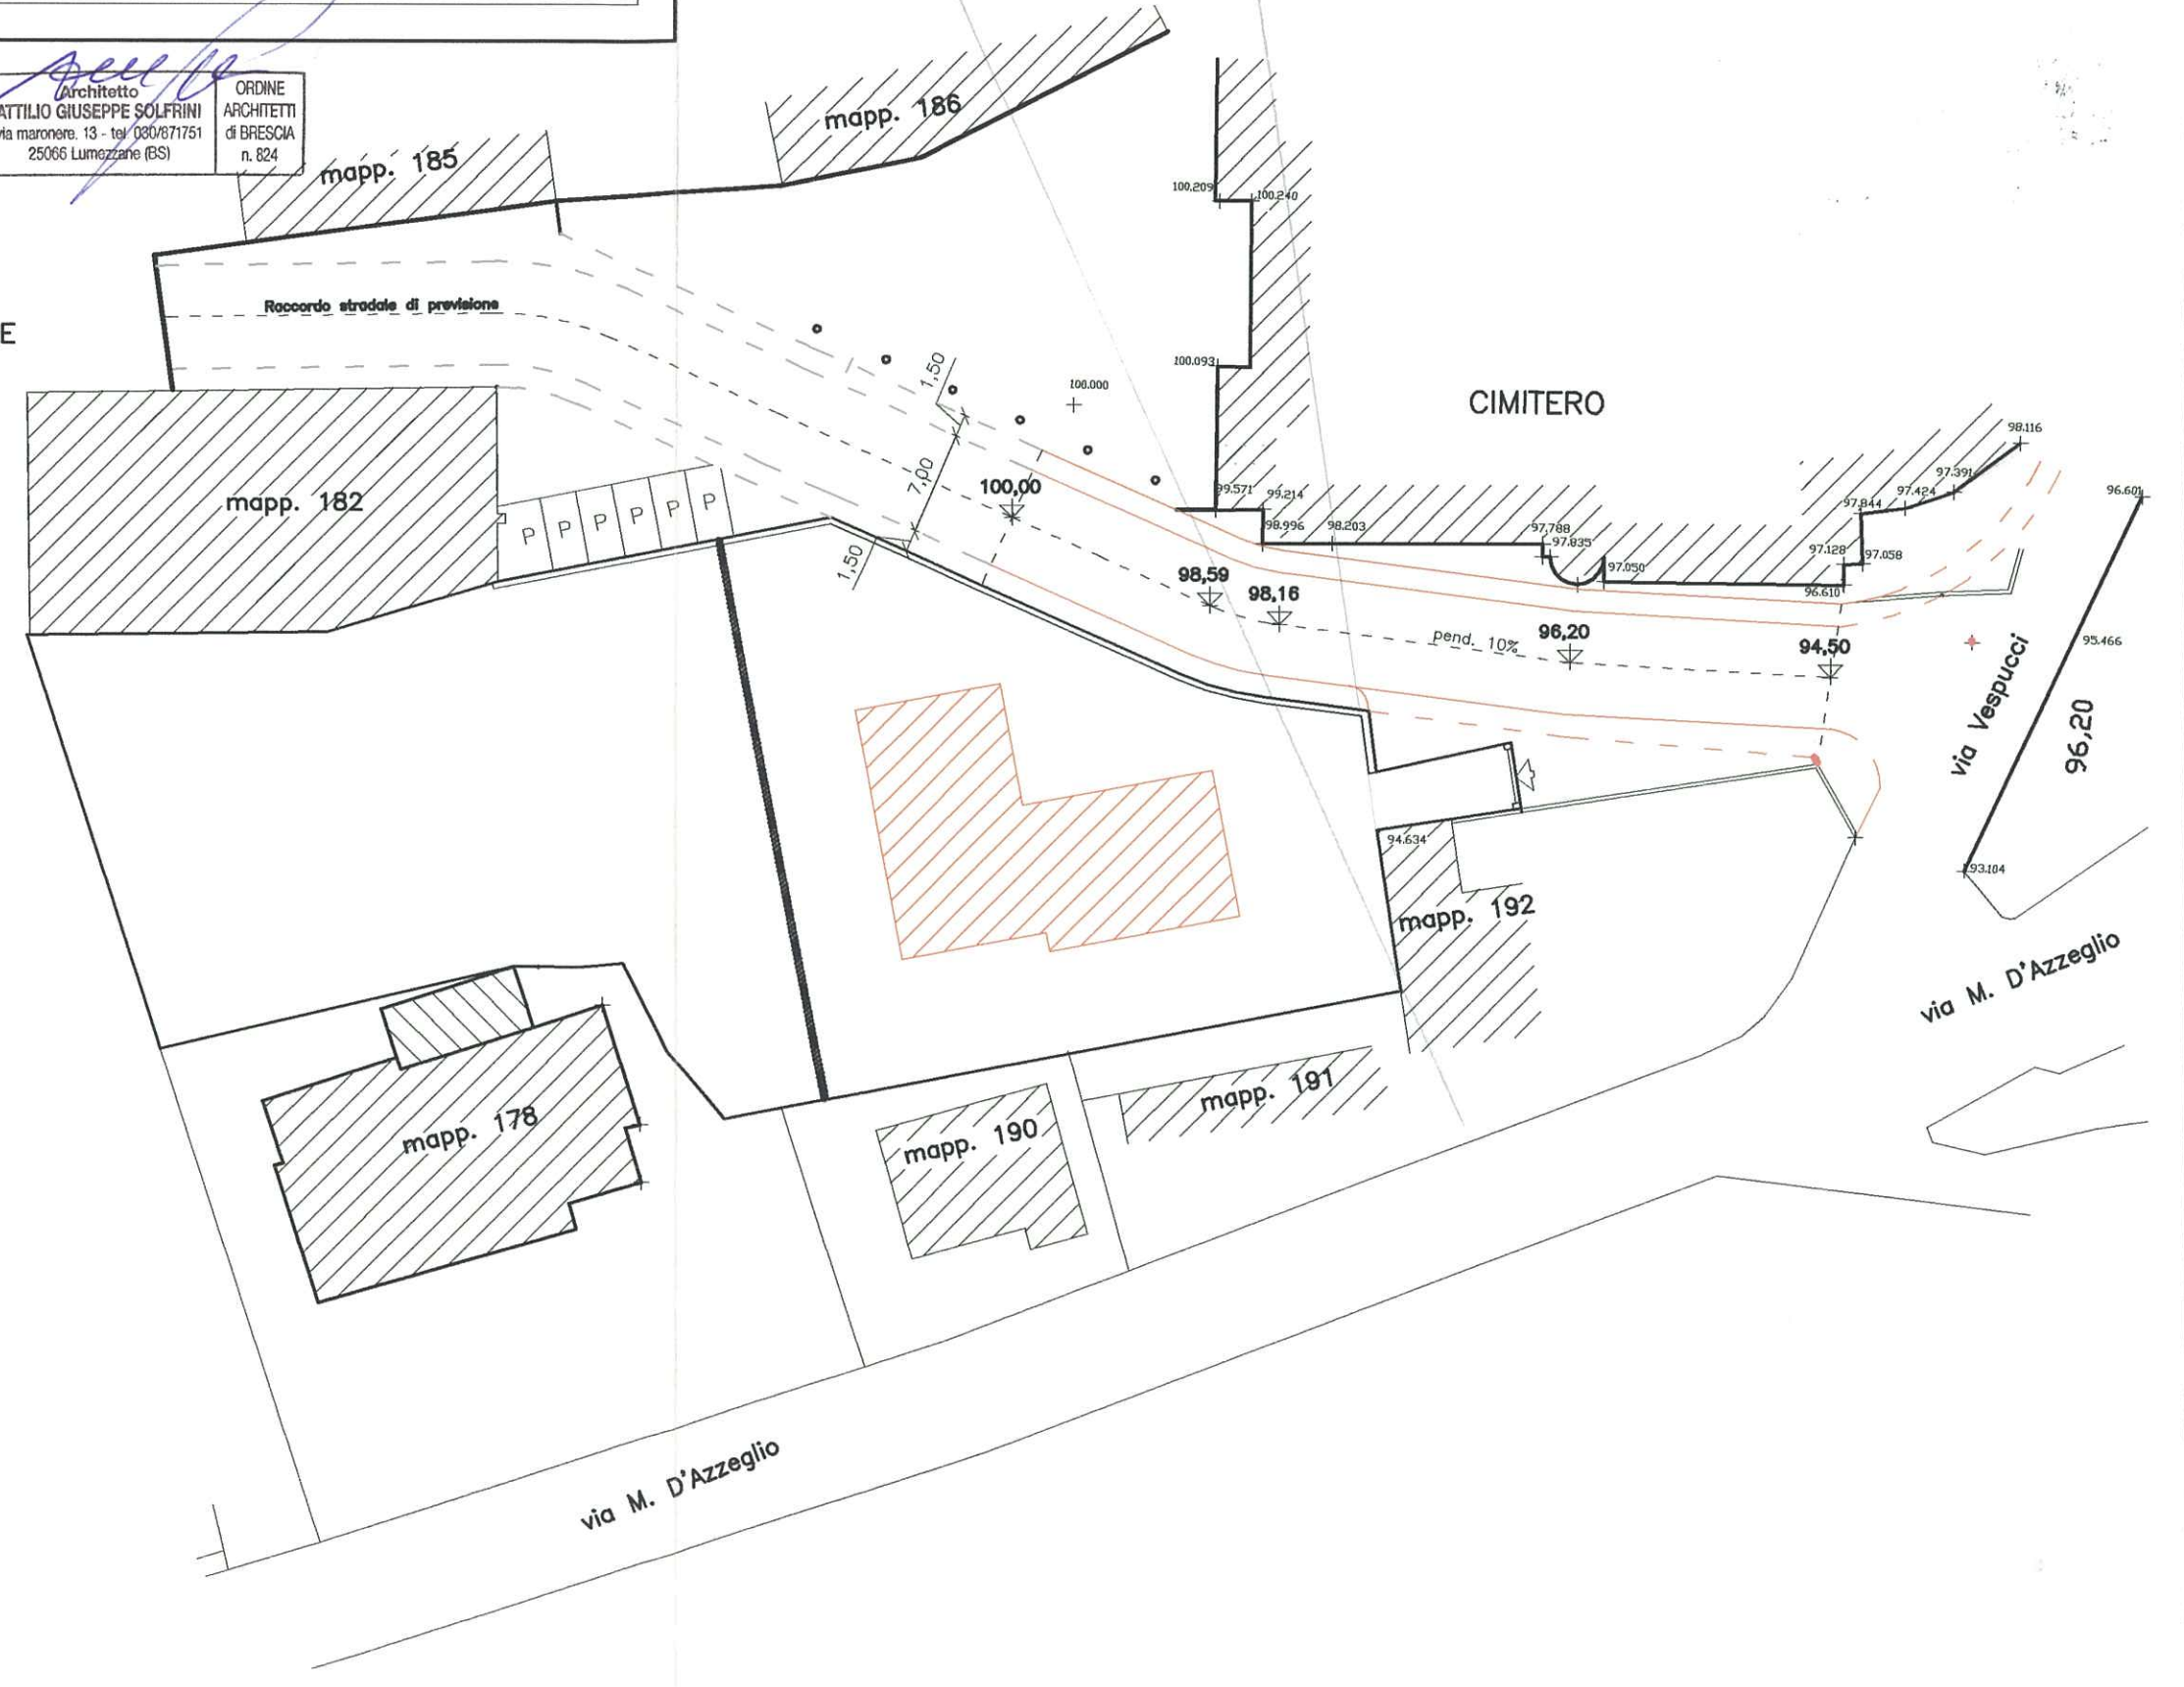 Architetto
ATTILIO GIUSEPPE SOLFRINI
via maronere, 13 - tel. 030/871751
25066 Lumezzane (BS)
ORDINE
ARCHITETTI
di BRESCIA
n. 824
mapp. 185
mapp. 186
100.209
100.240
Raccordo stradale di previsione
E
100.093
1,50
100.000
CIMITERO
98.116
97.391
97.424
97.844
96.601
mapp. 182
P P P P P P
7,00
100,00
99.571
99.214
98.996
98.203
97.788
97.835
97.128
97.058
97.050
96.610
1,50
98,59
98,16
pend. 10%
96,20
94,50
95.466
via Vespucci
96,20
94.634
93.104
mapp. 192
via M. D'Azzeglio
mapp. 178
mapp. 190
mapp. 191
via M. D'Azzeglio